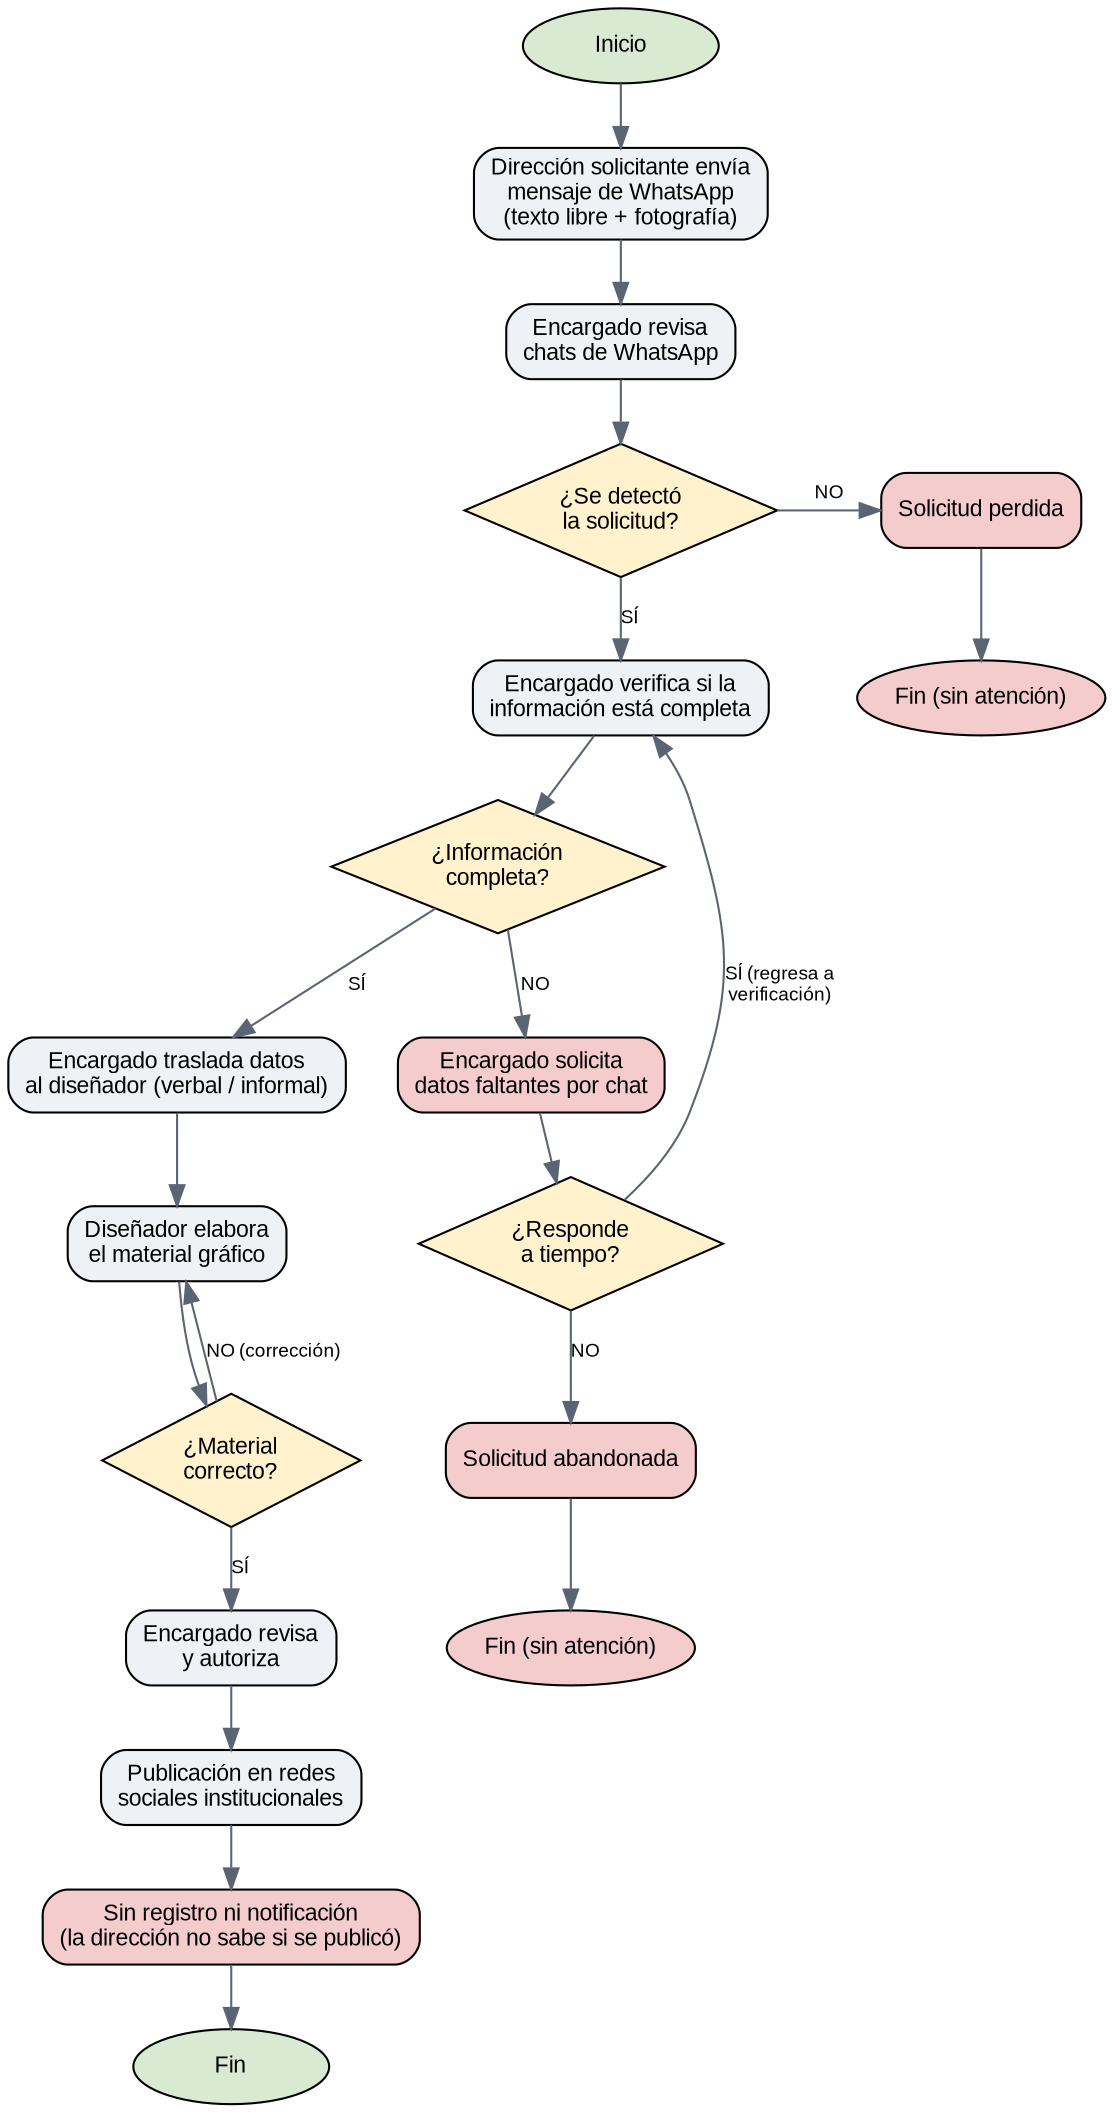 Inicio
Dirección solicitante envía
mensaje de WhatsApp
(texto libre + fotografía)
Encargado revisa
chats de WhatsApp
¿Se detectó
la solicitud?
NO
Solicitud perdida
SÍ
Encargado verifica si la
información está completa
Fin (sin atención)
¿Información
completa?
SÍ
NO
SÍ (regresa a
verificación)
Encargado traslada datos
al diseñador (verbal / informal)
Encargado solicita
datos faltantes por chat
Diseñador elabora
el material gráfico
¿Responde
a tiempo?
NO (corrección)
NO
¿Material
correcto?
Solicitud abandonada
SÍ
Encargado revisa
y autoriza
Fin (sin atención)
Publicación en redes
sociales institucionales
Sin registro ni notificación
(la dirección no sabe si se publicó)
Fin